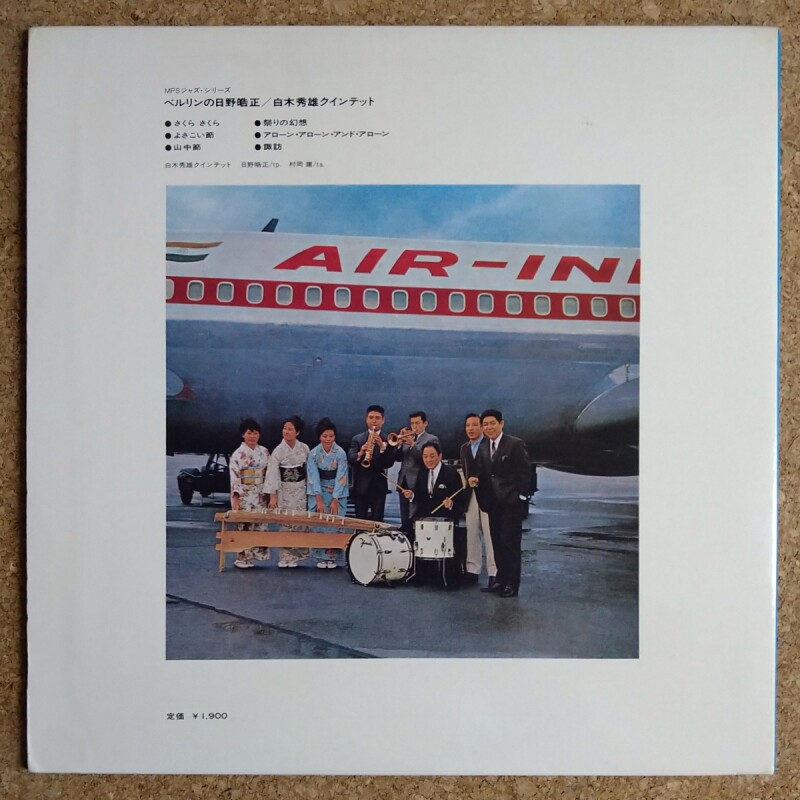 MPSジャズ・シリーズ
ベルリンの日野皓正／白木秀雄クインテット
●さくら さくら ●祭りの幻想
●よさこい節 ●アローン・アローン・アンド・アローン
●山中節 ●諏訪
白木秀雄クインテット 日野皓正/tp. 村岡 建/ts.
AIR-IN
定価 ￥1,900